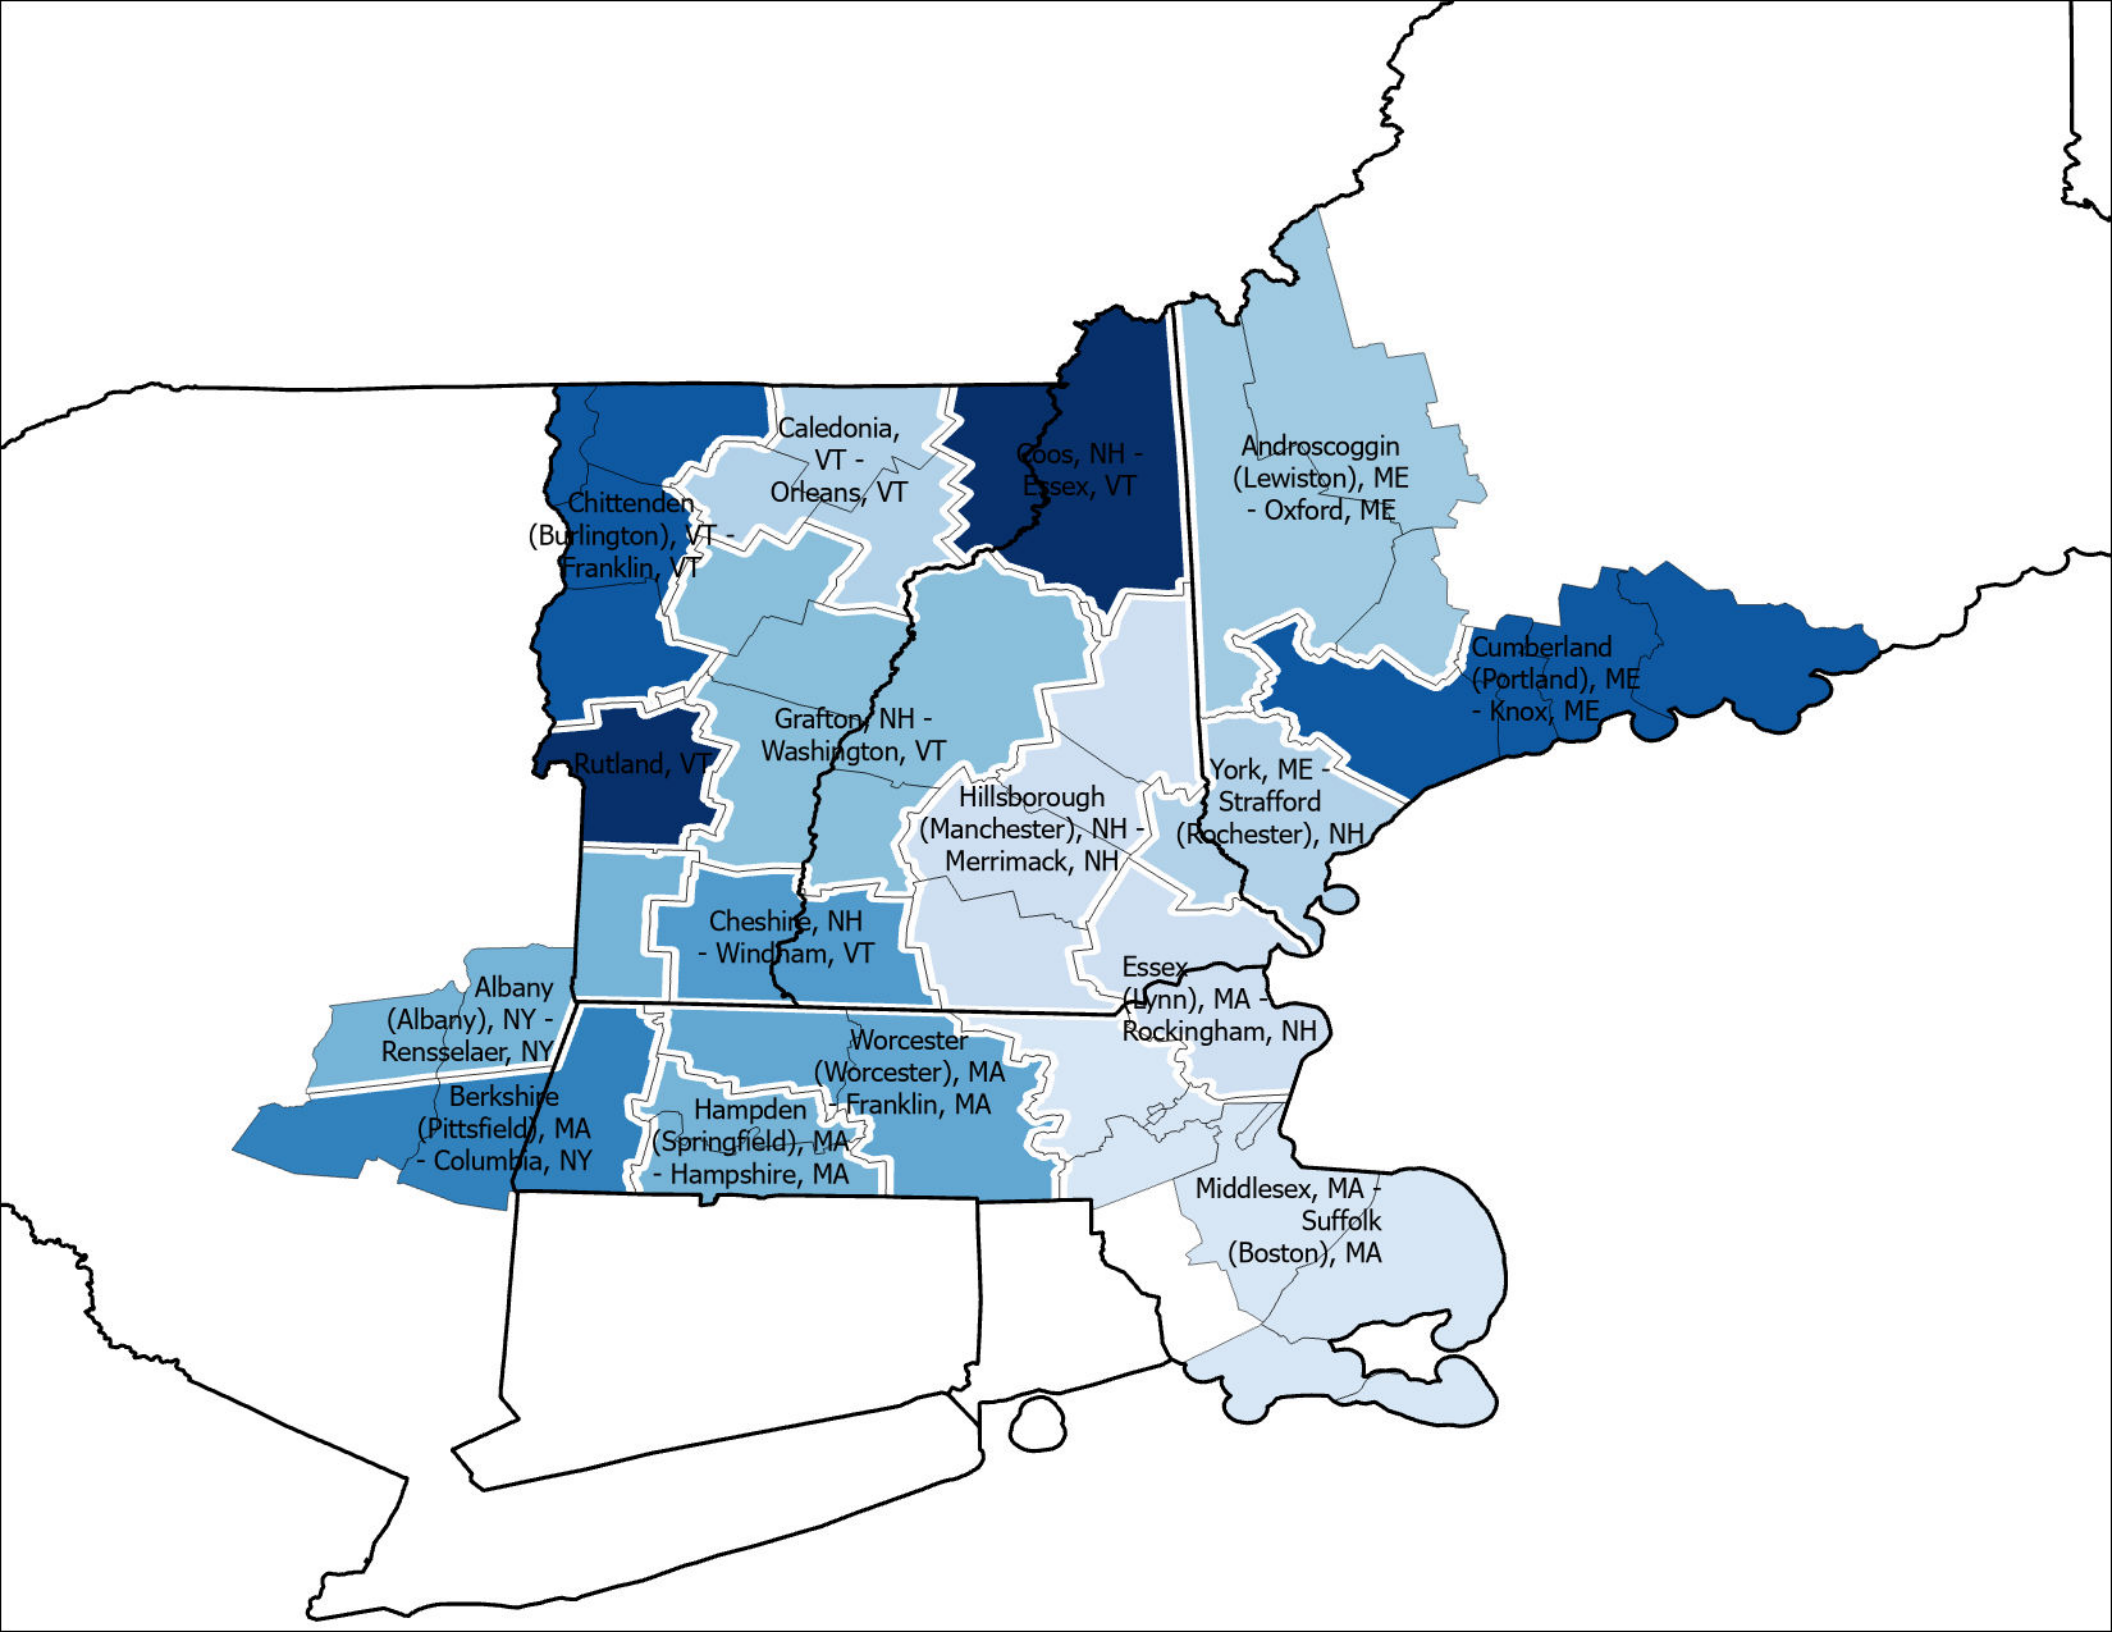 Caledonia,
VT -
Orleans, VT
Coos, NH -
Essex, VT
Androscoggin
(Lewiston), ME
- Oxford, ME
Chittenden
(Burlington), VT -
Franklin, VT
Cumberland
(Portland), ME
- Knox, ME
Grafton, NH -
Washington, VT
Rutland, VT
York, ME -
Strafford
(Rochester), NH
Hillsborough
(Manchester), NH -
Merrimack, NH
Cheshire, NH
- Windham, VT
Essex
(Lynn), MA -
Rockingham, NH
Albany
(Albany), NY -
Rensselaer, NY
Worcester
(Worcester), MA
- Franklin, MA
Berkshire
(Pittsfield), MA
- Columbia, NY
Hampden
(Springfield), MA
- Hampshire, MA
Middlesex, MA -
Suffolk
(Boston), MA